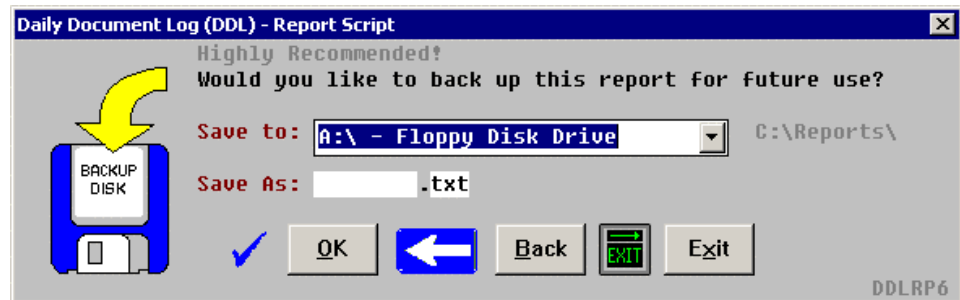 Daily Document Log (DDL) - Report Script
Highly Recommended!
Would you like to back up this report for future use?
Save to: A:\ - Floppy Disk Drive C:\Reports\
BACKUP
DISK
Save As: .txt
OK Back EXIT Exit
DDLRP6